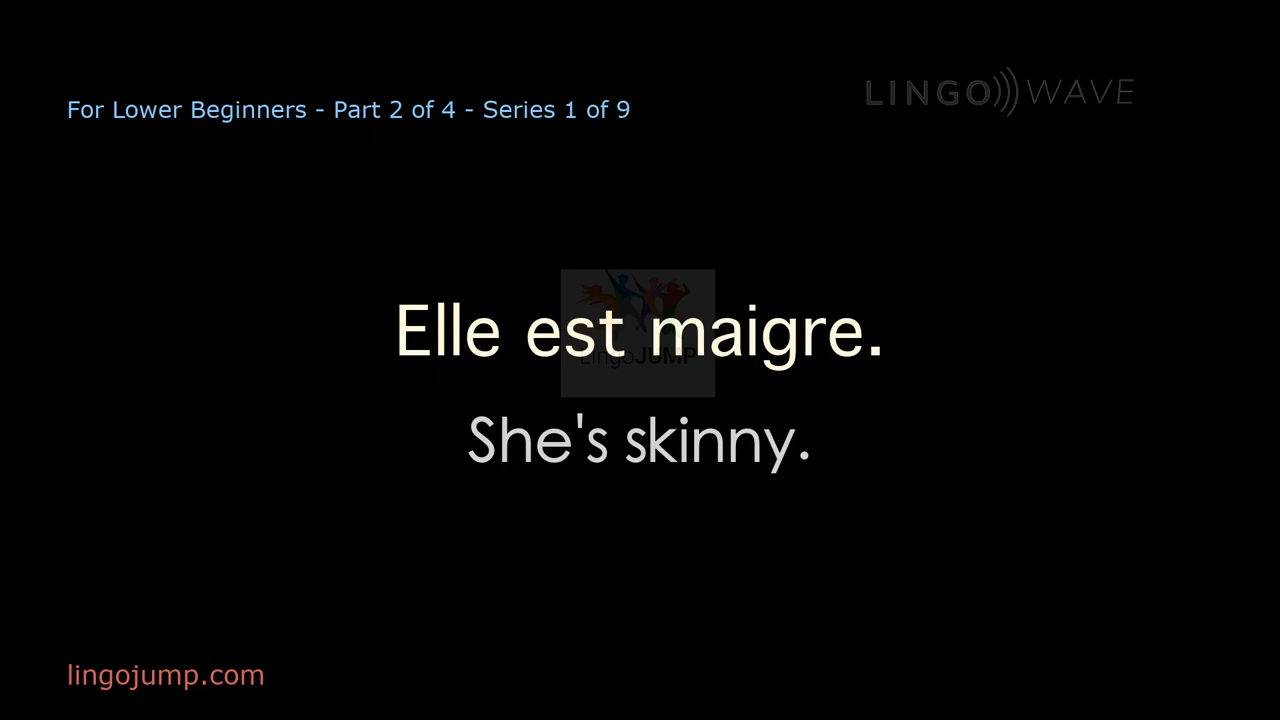 For Lower Beginners - Part 2 of 4 - Series 1 of 9
LINGO WAVE
Elle est maigre.
LingoJUMP
She's skinny.
lingojump.com